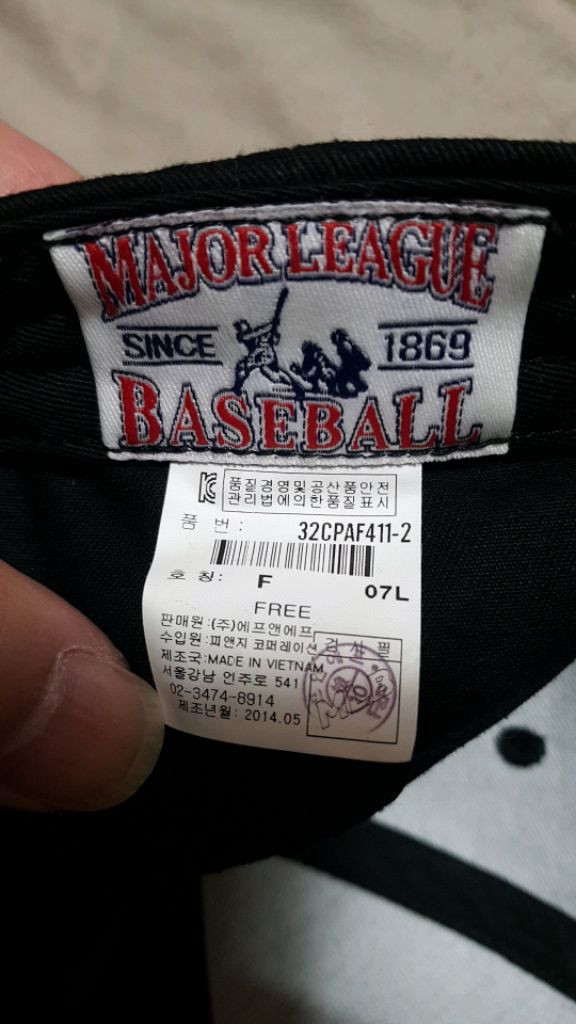 MAJOR LEAGUE
SINCE 1869
BASEBALL
품질경영및공산품안전
관리법에의한품질표시
품 번 : 32CPAF411-2
호 칭 : F 07L
FREE
판매원 :(주)에프앤에프
수입원 : 피앤지 코퍼레이션
검 사 필
제조국:MADE IN VIETNAM
서울강남 언주로 541
02-3474-8914
제조년월: 2014.05